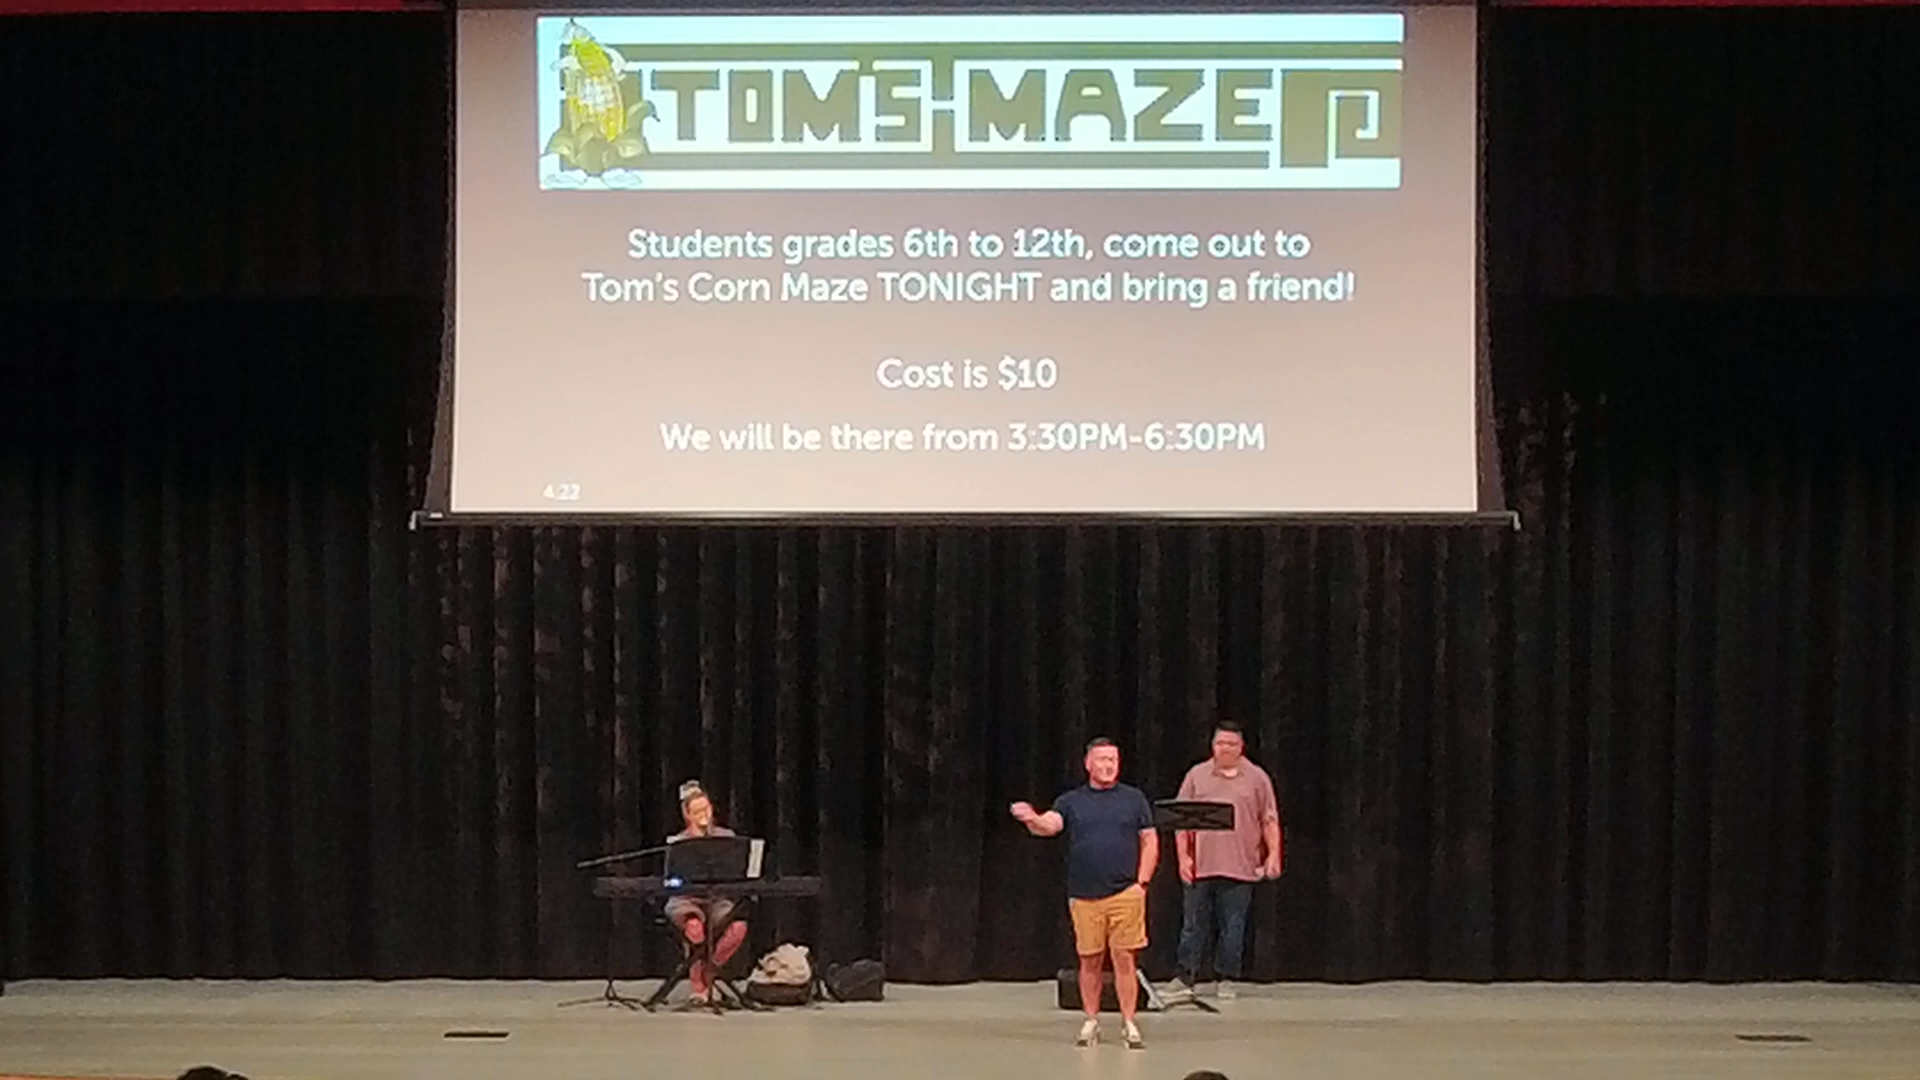 TOM'S MAZE
Students grades 6th to 12th, come out to
Tom's Corn Maze TONIGHT and bring a friend!
Cost is $10
We will be there from 3:30PM-6:30PM
4:22